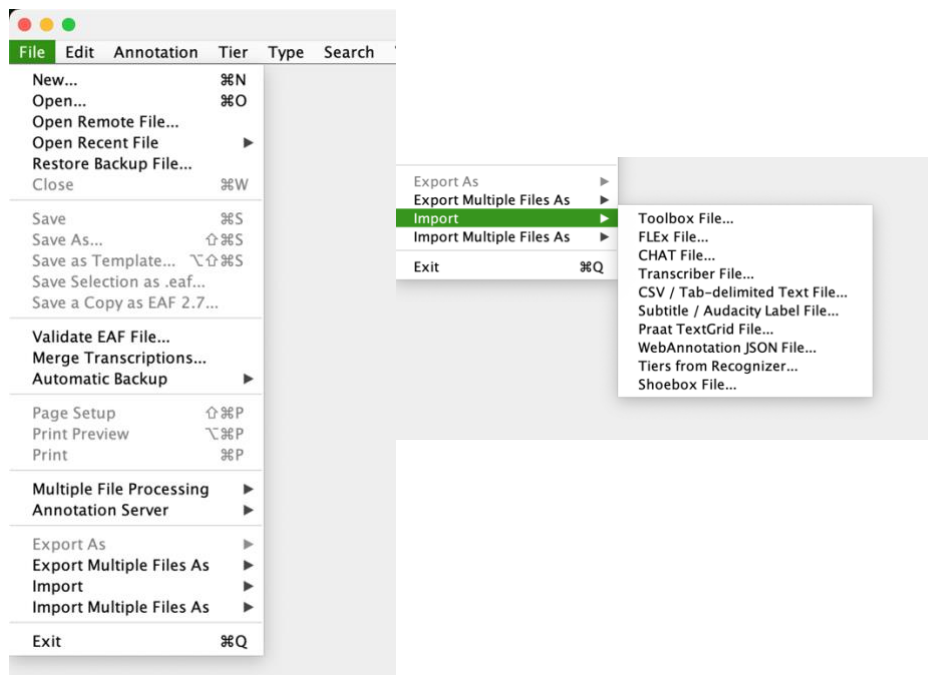 File Edit Annotation Tier Type Search
New... ⌘N
Open... ⌘O
Open Remote File...
Open Recent File ▶
Restore Backup File...
Close ⌘W
Save ⌘S
Save As... ⇧⌘S
Save as Template... ⌥⇧⌘S
Save Selection as .eaf...
Save a Copy as EAF 2.7...
Validate EAF File...
Merge Transcriptions...
Automatic Backup ▶
Page Setup ⇧⌘P
Print Preview ⌥⌘P
Print ⌘P
Multiple File Processing ▶
Annotation Server ▶
Export As ▶
Export Multiple Files As ▶
Import ▶
Import Multiple Files As ▶
Exit ⌘Q
Export As ▶
Export Multiple Files As ▶
Import ▶
Import Multiple Files As ▶
Exit ⌘Q
Toolbox File...
FLEx File...
CHAT File...
Transcriber File...
CSV / Tab-delimited Text File...
Subtitle / Audacity Label File...
Praat TextGrid File...
WebAnnotation JSON File...
Tiers from Recognizer...
Shoebox File...